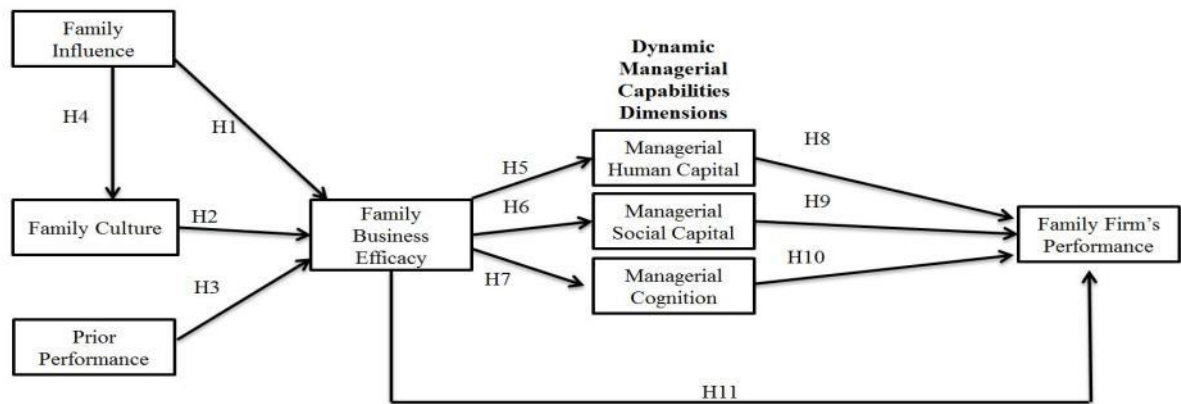 Family
Influence
H4
H1
Family Culture
H2
H3
Prior
Performance
Family
Business
Efficacy
H5
H6
H7
Dynamic
Managerial
Capabilities
Dimensions
Managerial
Human Capital
Managerial
Social Capital
Managerial
Cognition
H8
H9
H10
Family Firm’s
Performance
H11